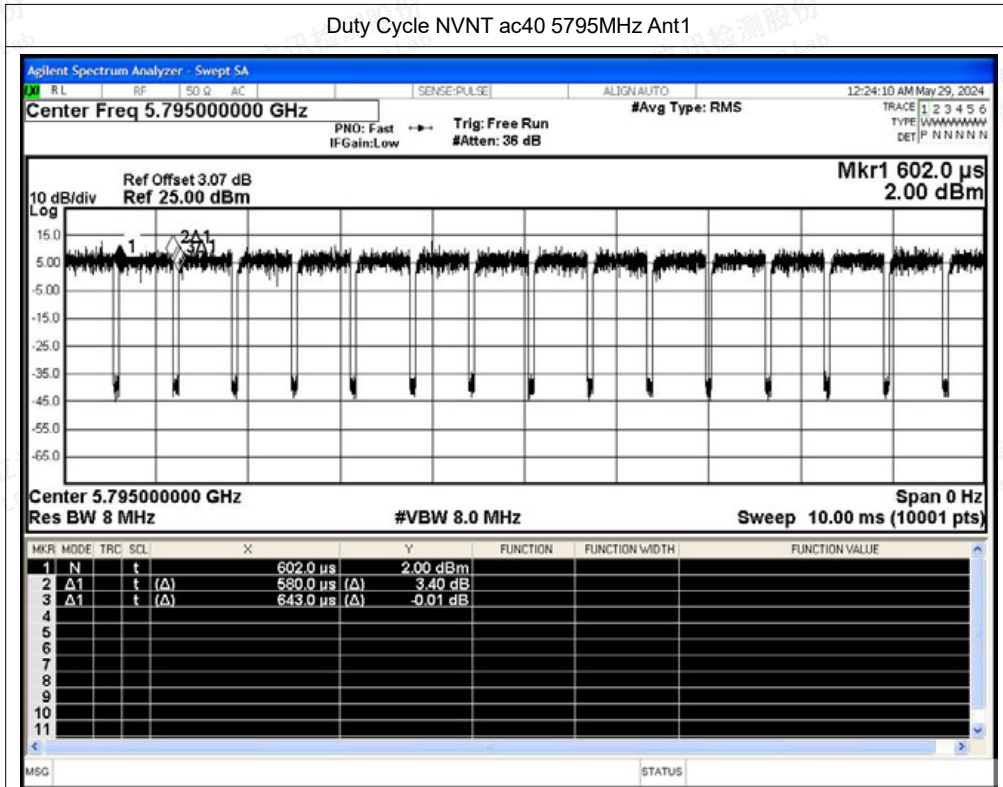 Duty Cycle NVNT ac40 5795MHz Ant1
Agilent Spectrum Analyzer - Swept SA
RL RF 50 Ω AC SENSE:PULSE ALIGN AUTO 12:24:10 AM May 29, 2024
Center Freq 5.795000000 GHz #Avg Type: RMS TRACE 1 2 3 4 5 6
PNO: Fast Trig: Free Run TYPE WWWWWW
IFGain:Low #Atten: 36 dB DET P N N N N N
Mkr1 602.0 µs
Ref Offset 3.07 dB
10 dB/div Ref 25.00 dBm 2.00 dBm
Log
15.0
1 2Δ1
3Δ1
5.00
-5.00
-15.0
-25.0
-35.0
-45.0
-55.0
-65.0
Center 5.795000000 GHz Span 0 Hz
Res BW 8 MHz #VBW 8.0 MHz Sweep 10.00 ms (10001 pts)
MKR MODE TRC SCL X Y FUNCTION FUNCTION WIDTH FUNCTION VALUE
1 N t 602.0 µs 2.00 dBm
2 Δ1 t (Δ) 580.0 µs (Δ) 3.40 dB
3 Δ1 t (Δ) 643.0 µs (Δ) -0.01 dB
4
5
6
7
8
9
10
11
MSG STATUS